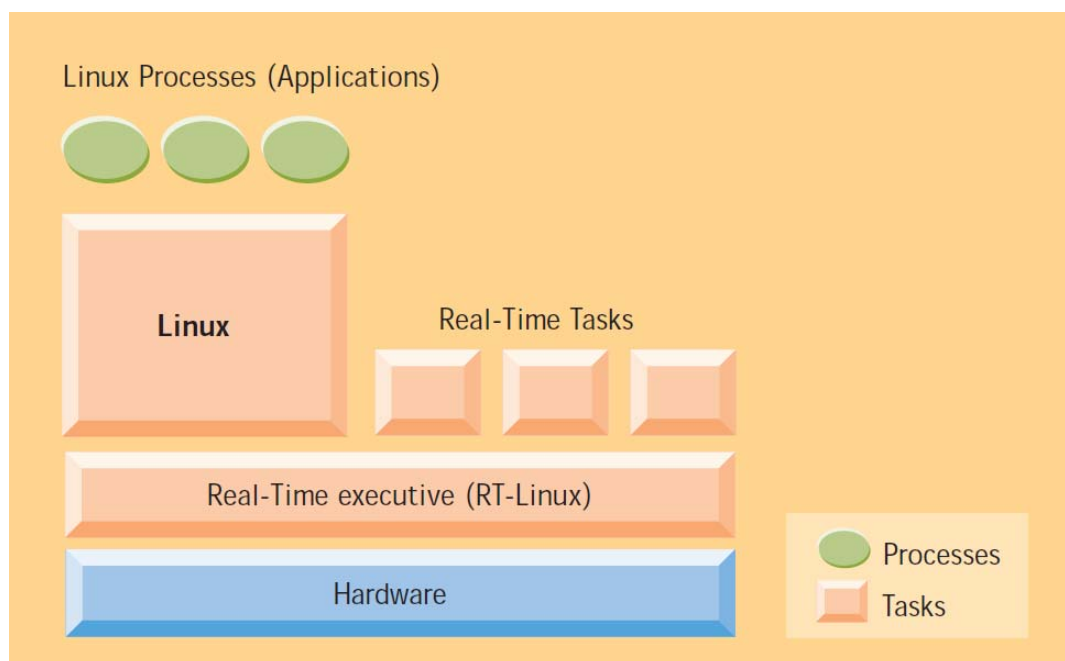 Linux Processes (Applications)
Linux
Real-Time Tasks
Real-Time executive (RT-Linux)
Hardware
Processes
Tasks